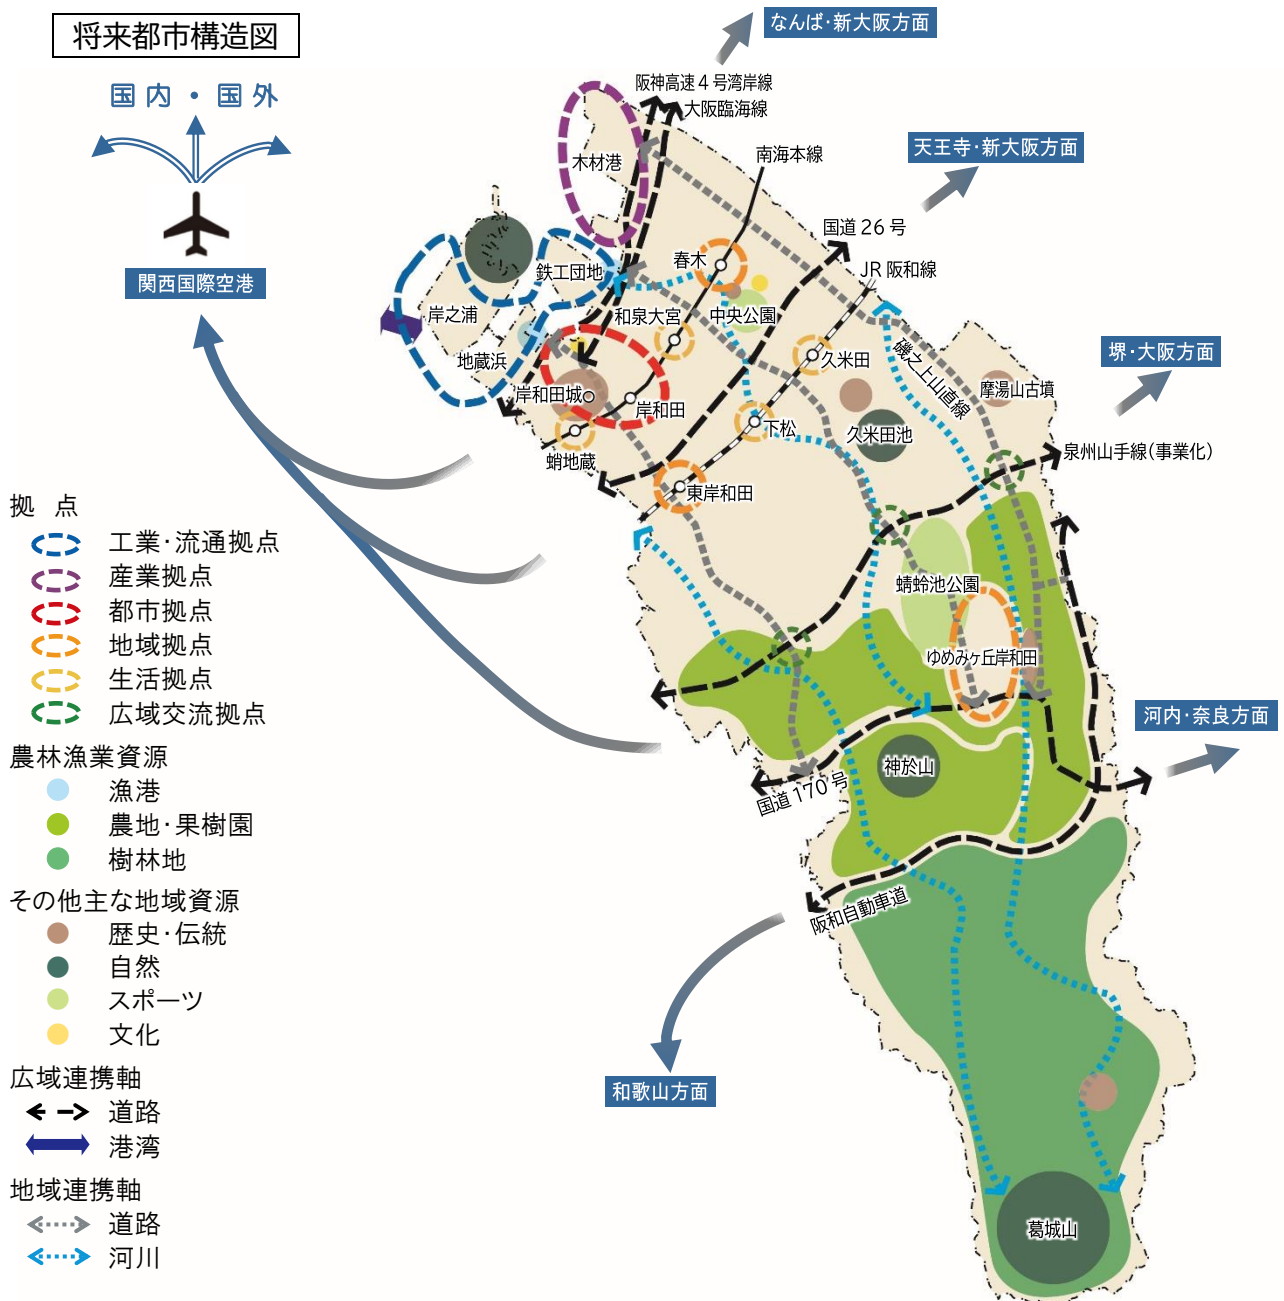 将来都市構造図
なんば・新大阪方面
国内・国外
阪神高速4号湾岸線
大阪臨海線
天王寺・新大阪方面
木材港
南海本線
国道26号
春木
JR阪和線
鉄工団地
関西国際空港
岸之浦
和泉大宮
中央公園
磯之上山直線
堺・大阪方面
地蔵浜
久米田
摩湯山古墳
岸和田城
岸和田
下松
久米田池
泉州山手線(事業化)
蛸地蔵
東岸和田
拠 点
工業・流通拠点
産業拠点
都市拠点
地域拠点
生活拠点
広域交流拠点
蜻蛉池公園
ゆめみヶ丘岸和田
河内・奈良方面
農林漁業資源
漁港
農地・果樹園
樹林地
神於山
国道170号
その他主な地域資源
歴史・伝統
自然
スポーツ
文化
阪和自動車道
和歌山方面
広域連携軸
道路
港湾
地域連携軸
道路
河川
葛城山